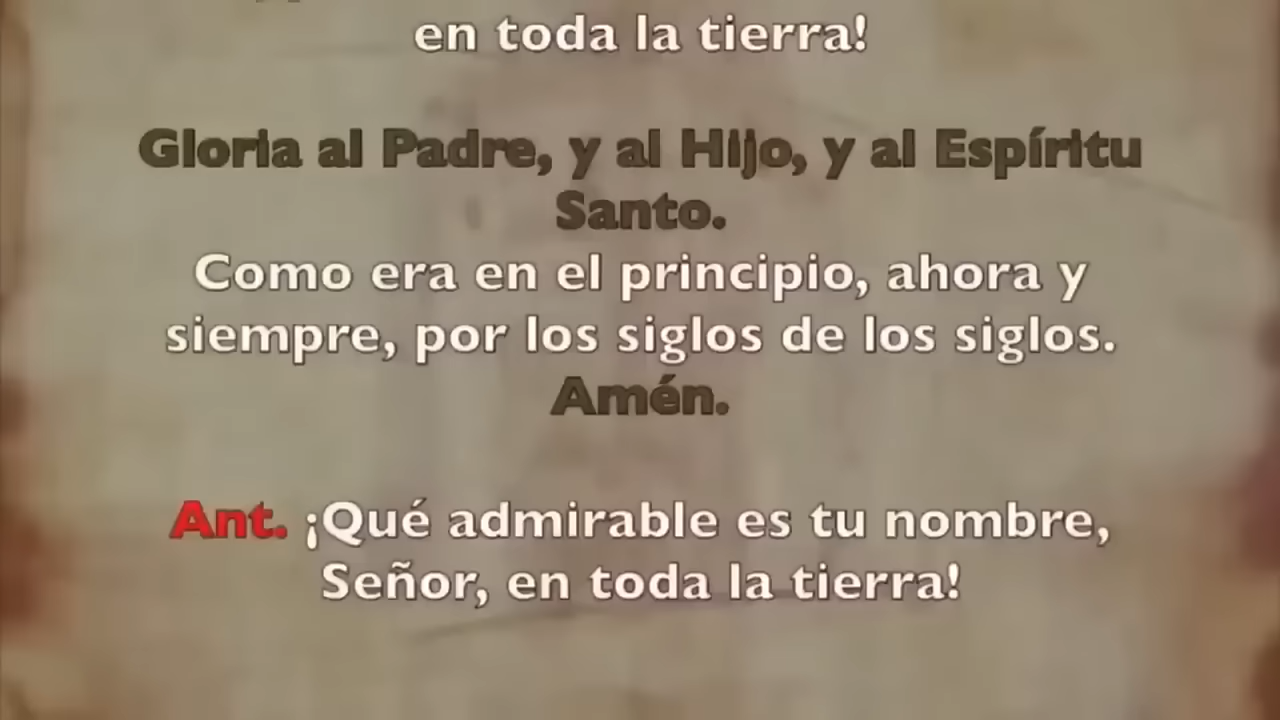 en toda la tierra!
Gloria al Padre, y al Hijo, y al Espíritu
Santo.
Como era en el principio, ahora y
siempre, por los siglos de los siglos.
Amén.
Ant. ¡Qué admirable es tu nombre,
Señor, en toda la tierra!